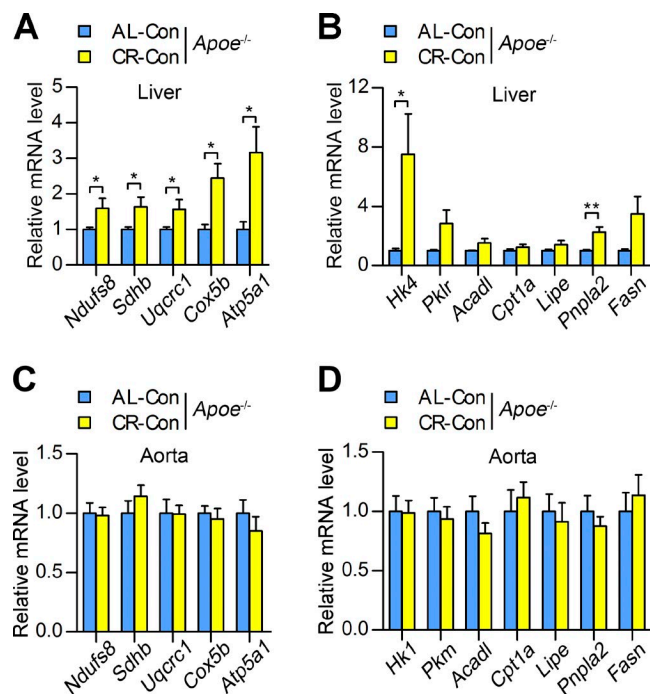 A
AL-Con
CR-Con
Apoe-/-
Liver
Relative mRNA level
5
4
3
2
1
0
*
*
*
*
*
Ndufs8
Sdhb
Uqcrc1
Cox5b
Atp5a1
B
AL-Con
CR-Con
Apoe-/-
Liver
Relative mRNA level
12
8
4
0
*
**
Hk4
Pklr
Acadl
Cpt1a
Lipe
Pnpla2
Fasn
C
AL-Con
CR-Con
Apoe-/-
Aorta
Relative mRNA level
1.5
1.0
0.5
0.0
Ndufs8
Sdhb
Uqcrc1
Cox5b
Atp5a1
D
AL-Con
CR-Con
Apoe-/-
Aorta
Relative mRNA level
1.5
1.0
0.5
0.0
Hk1
Pkm
Acadl
Cpt1a
Lipe
Pnpla2
Fasn